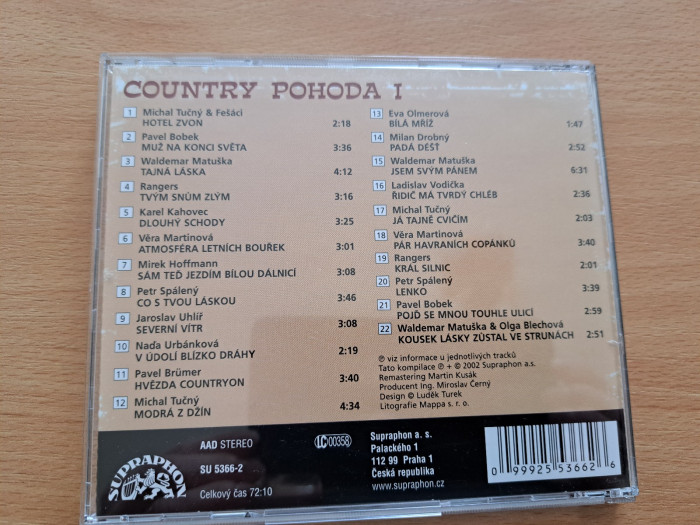 COUNTRY POHODA I
1 Michal Tučný & Fešáci
HOTEL ZVON 2:18
2 Pavel Bobek
MUŽ NA KONCI SVĚTA 3:36
3 Waldemar Matuška
TAJNÁ LÁSKA 4:12
4 Rangers
TVÝM SNŮM ZLÝM 3:16
5 Karel Kahovec
DLOUHÝ SCHODY 3:25
6 Věra Martinová
ATMOSFÉRA LETNÍCH BOUŘEK 3:01
7 Mirek Hoffmann
SÁM TEĎ JEZDÍM BÍLOU DÁLNICÍ 3:08
8 Petr Spálený
CO S TVOU LÁSKOU 3:46
9 Jaroslav Uhlíř
SEVERNÍ VÍTR 3:08
10 Naďa Urbánková
V ÚDOLÍ BLÍZKO DRÁHY 2:19
11 Pavel Brümer
HVĚZDA COUNTRYON 3:40
12 Michal Tučný
MODRÁ Z DŽÍN 4:34
13 Eva Olmerová
BÍLÁ MŘÍŽ 1:47
14 Milan Drobný
PADÁ DÉŠŤ 2:52
15 Waldemar Matuška
JSEM SVÝM PÁNEM 6:31
16 Ladislav Vodička
ŘIDIČ MÁ TVRDÝ CHLÉB 2:36
17 Michal Tučný
JÁ TAJNĚ CVIČÍM 2:03
18 Věra Martinová
PÁR HAVRANÍCH COPÁNKŮ 3:40
19 Rangers
KRÁL SILNIC 2:01
20 Petr Spálený
LENKO 3:39
21 Pavel Bobek
POJĎ SE MNOU TOUHLE ULICÍ 2:59
22 Waldemar Matuška & Olga Blechová
KOUSEK LÁSKY ZŮSTAL VE STRUNÁCH 2:51
℗ viz informace u jednotlivých tracků
Tato kompilace ℗ + © 2002 Supraphon a.s.
Remastering Martin Kusák
Producent Ing. Miroslav Černý
Design © Luděk Turek
Litografie Mappa s. r. o.
SUPRAPHON
AAD STEREO
SU 5366-2
Celkový čas 72:10
LC 00358
Supraphon a. s.
Palackého 1
112 99 Praha 1
Česká republika
www.supraphon.cz
0 99925 53662 6